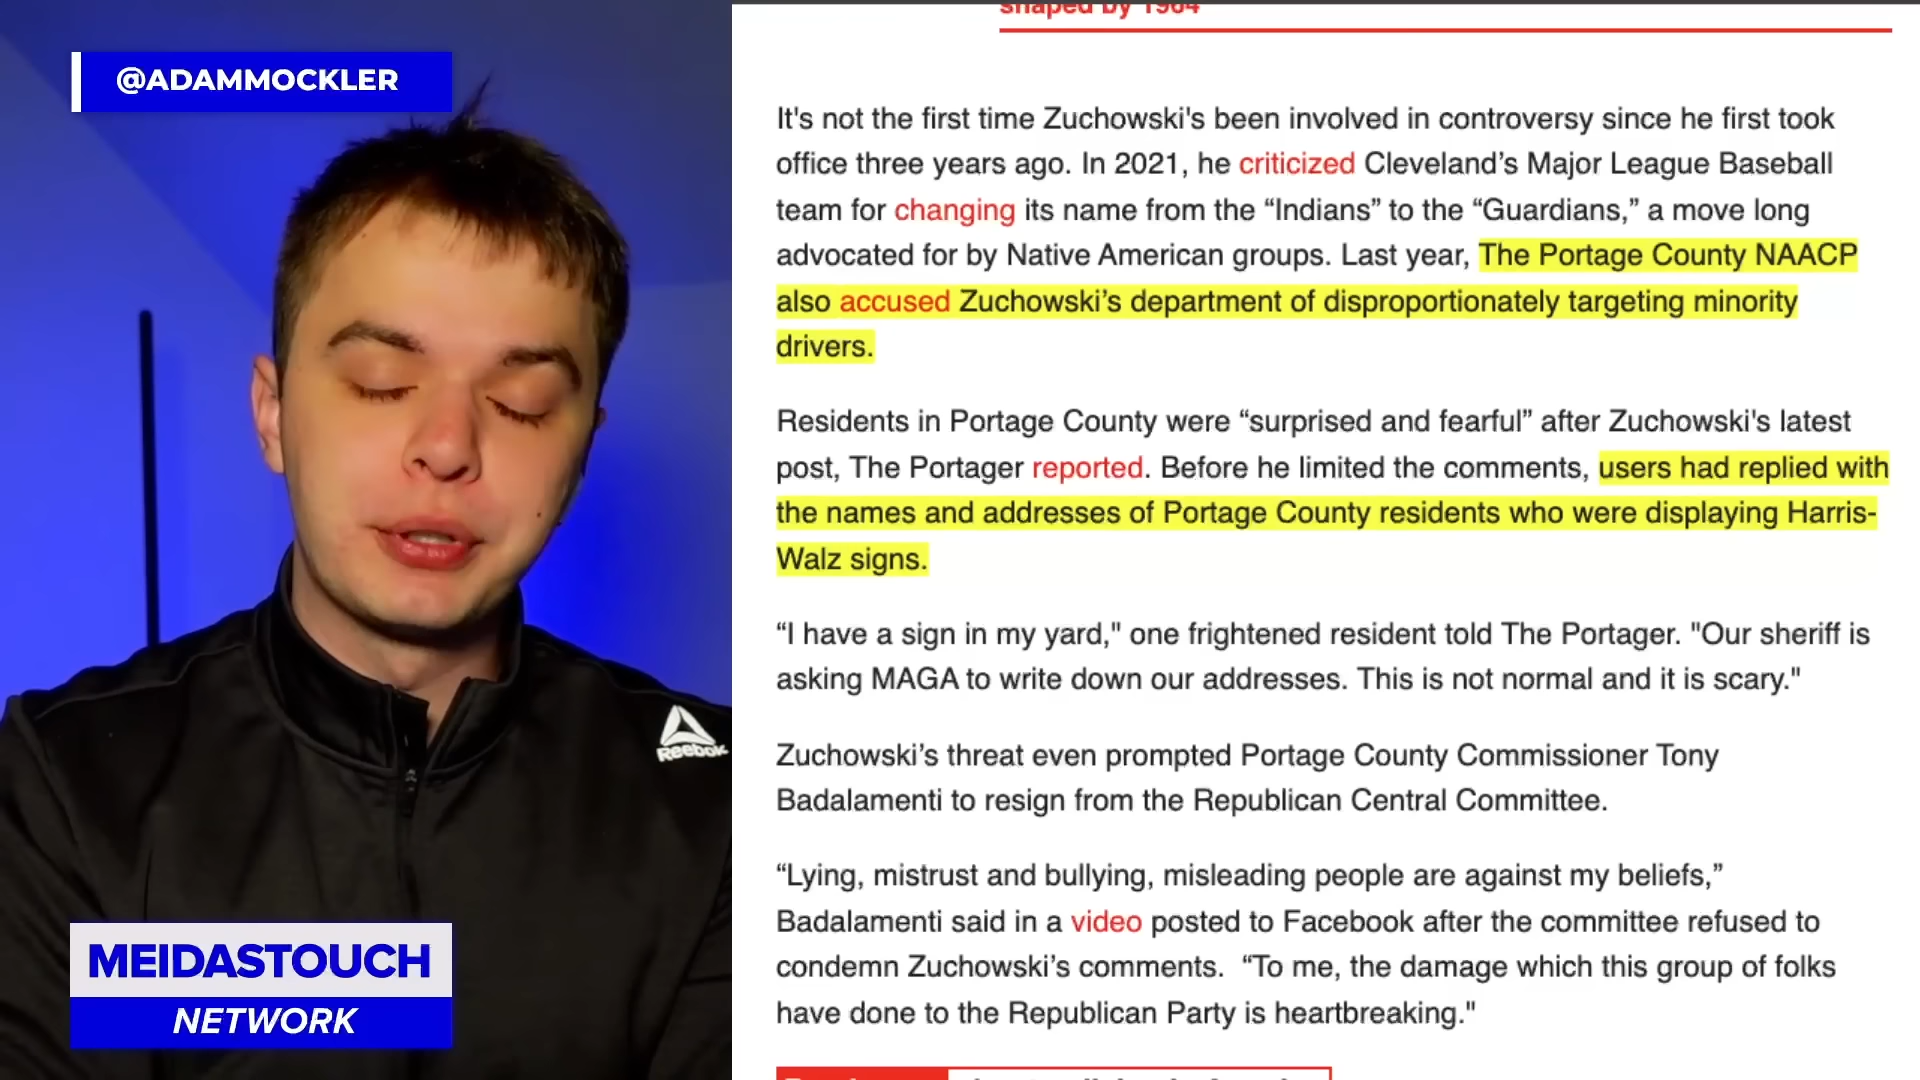 @ADAMMOCKLER
shaped by 1964
It's not the first time Zuchowski's been involved in controversy since he first took
office three years ago. In 2021, he criticized Cleveland’s Major League Baseball
team for changing its name from the “Indians” to the “Guardians,” a move long
advocated for by Native American groups. Last year, The Portage County NAACP
also accused Zuchowski’s department of disproportionately targeting minority
drivers.
Residents in Portage County were “surprised and fearful” after Zuchowski's latest
post, The Portager reported. Before he limited the comments, users had replied with
the names and addresses of Portage County residents who were displaying Harris-
Walz signs.
“I have a sign in my yard," one frightened resident told The Portager. "Our sheriff is
asking MAGA to write down our addresses. This is not normal and it is scary."
Zuchowski’s threat even prompted Portage County Commissioner Tony
Badalamenti to resign from the Republican Central Committee.
“Lying, mistrust and bullying, misleading people are against my beliefs,”
Badalamenti said in a video posted to Facebook after the committee refused to
condemn Zuchowski’s comments. “To me, the damage which this group of folks
have done to the Republican Party is heartbreaking."
Reebok
MEIDASTOUCH
NETWORK